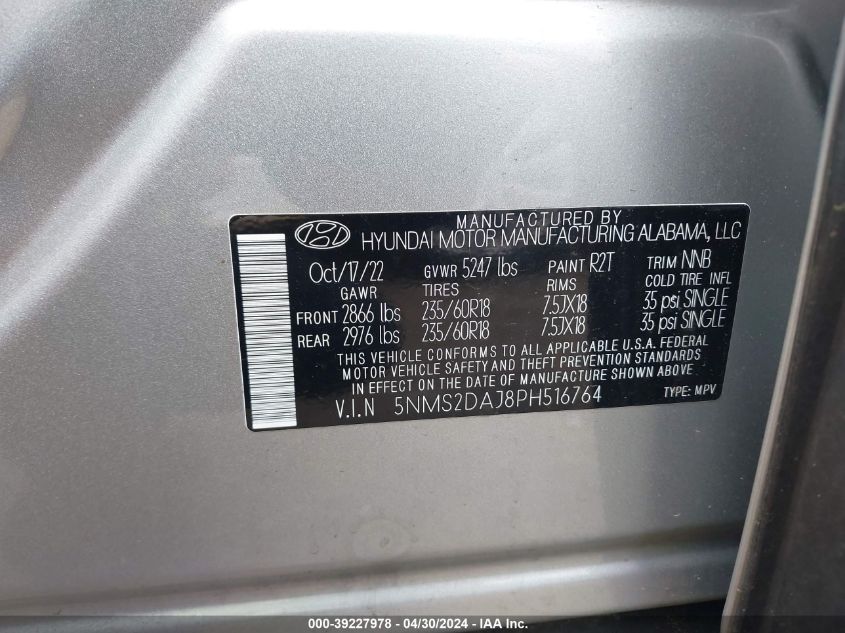 MANUFACTURED BY
HYUNDAI MOTOR MANUFACTURING ALABAMA, LLC
Oct/17/22 GVWR 5247 lbs PAINT R2T TRIM NNB
GAWR TIRES RIMS COLD TIRE INFL
FRONT 2866 lbs 235/60R18 7.5JX18 35 psi SINGLE
REAR 2976 lbs 235/60R18 7.5JX18 35 psi SINGLE
THIS VEHICLE CONFORMS TO ALL APPLICABLE U.S.A. FEDERAL
MOTOR VEHICLE SAFETY AND THEFT PREVENTION STANDARDS
IN EFFECT ON THE DATE OF MANUFACTURE SHOWN ABOVE
V.I.N 5NMS2DAJ8PH516764 TYPE: MPV
000-39227978 - 04/30/2024 - IAA Inc.